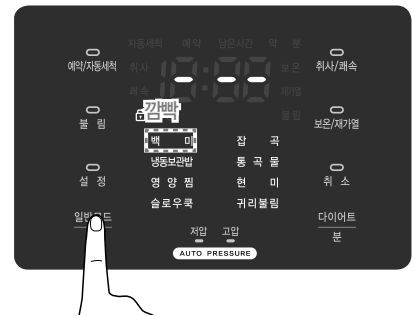 자동세척 예약 남은시간 약 분
예약/자동세척
취사
보온
취사/쾌속
쾌속
재가열
깜빡
불림
불 림
보온/재가열
백 미
잡 곡
냉동보관밥
통 곡 물
설 정
영 양 찜
현 미
취 소
슬로우쿡
귀리불림
일반모드
다이어트
분
저압 고압
AUTO PRESSURE